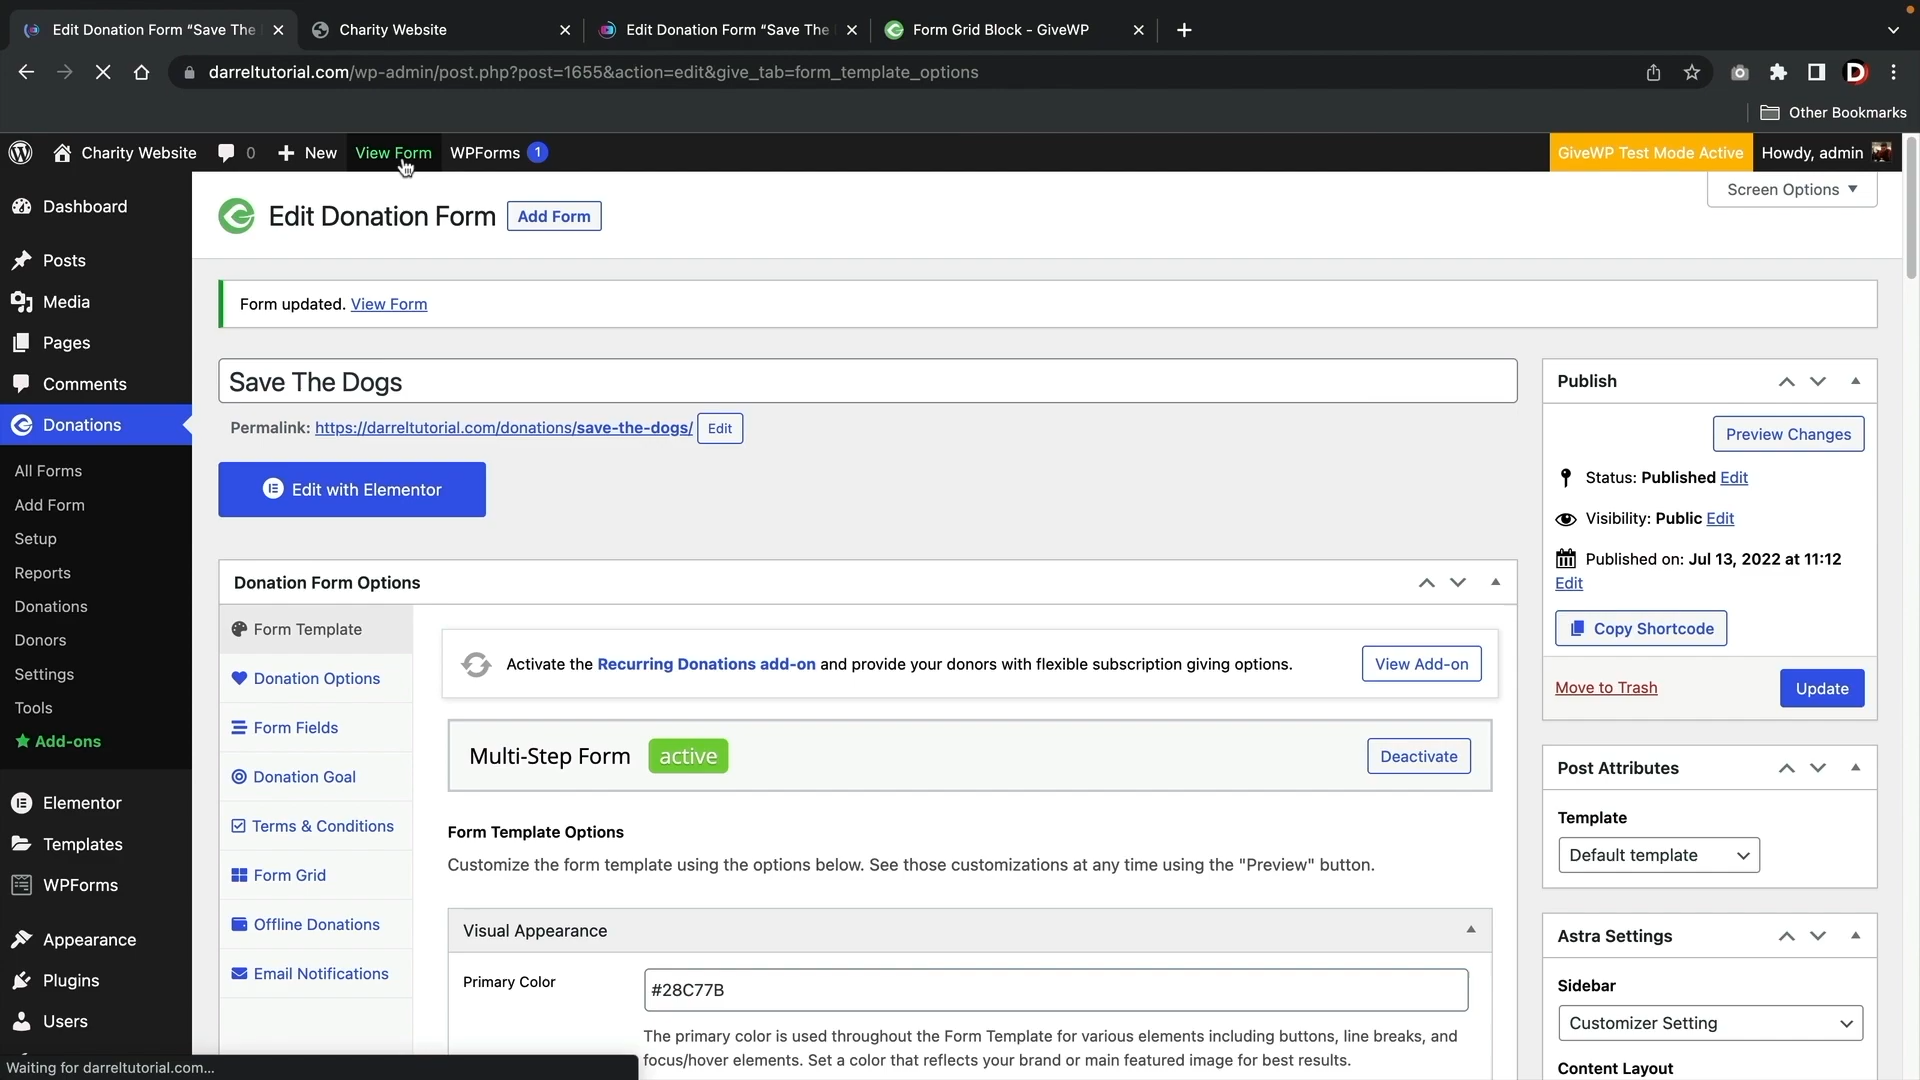 Edit Donation Form “Save The
Charity Website
Edit Donation Form “Save The
Form Grid Block - GiveWP
darreltutorial.com/wp-admin/post.php?post=1655&action=edit&give_tab=form_template_options
D
Other Bookmarks
Charity Website
0
New
View Form
WPForms 1
GiveWP Test Mode Active
Howdy, admin
Screen Options
Dashboard
Posts
Media
Pages
Comments
Donations
All Forms
Add Form
Setup
Reports
Donations
Donors
Settings
Tools
Add-ons
Elementor
Templates
WPForms
Appearance
Plugins
Users
Edit Donation Form
Add Form
Form updated. View Form
Save The Dogs
Permalink: https://darreltutorial.com/donations/save-the-dogs/ Edit
Edit with Elementor
Donation Form Options
Form Template
Donation Options
Form Fields
Donation Goal
Terms & Conditions
Form Grid
Offline Donations
Email Notifications
Activate the Recurring Donations add-on and provide your donors with flexible subscription giving options.
View Add-on
Multi-Step Form active
Deactivate
Form Template Options
Customize the form template using the options below. See those customizations at any time using the "Preview" button.
Visual Appearance
Primary Color
#28C77B
The primary color is used throughout the Form Template for various elements including buttons, line breaks, and
focus/hover elements. Set a color that reflects your brand or main featured image for best results.
Publish
Preview Changes
Status: Published Edit
Visibility: Public Edit
Published on: Jul 13, 2022 at 11:12
Edit
Copy Shortcode
Move to Trash
Update
Post Attributes
Template
Default template
Astra Settings
Sidebar
Customizer Setting
Content Layout
Waiting for darreltutorial.com...